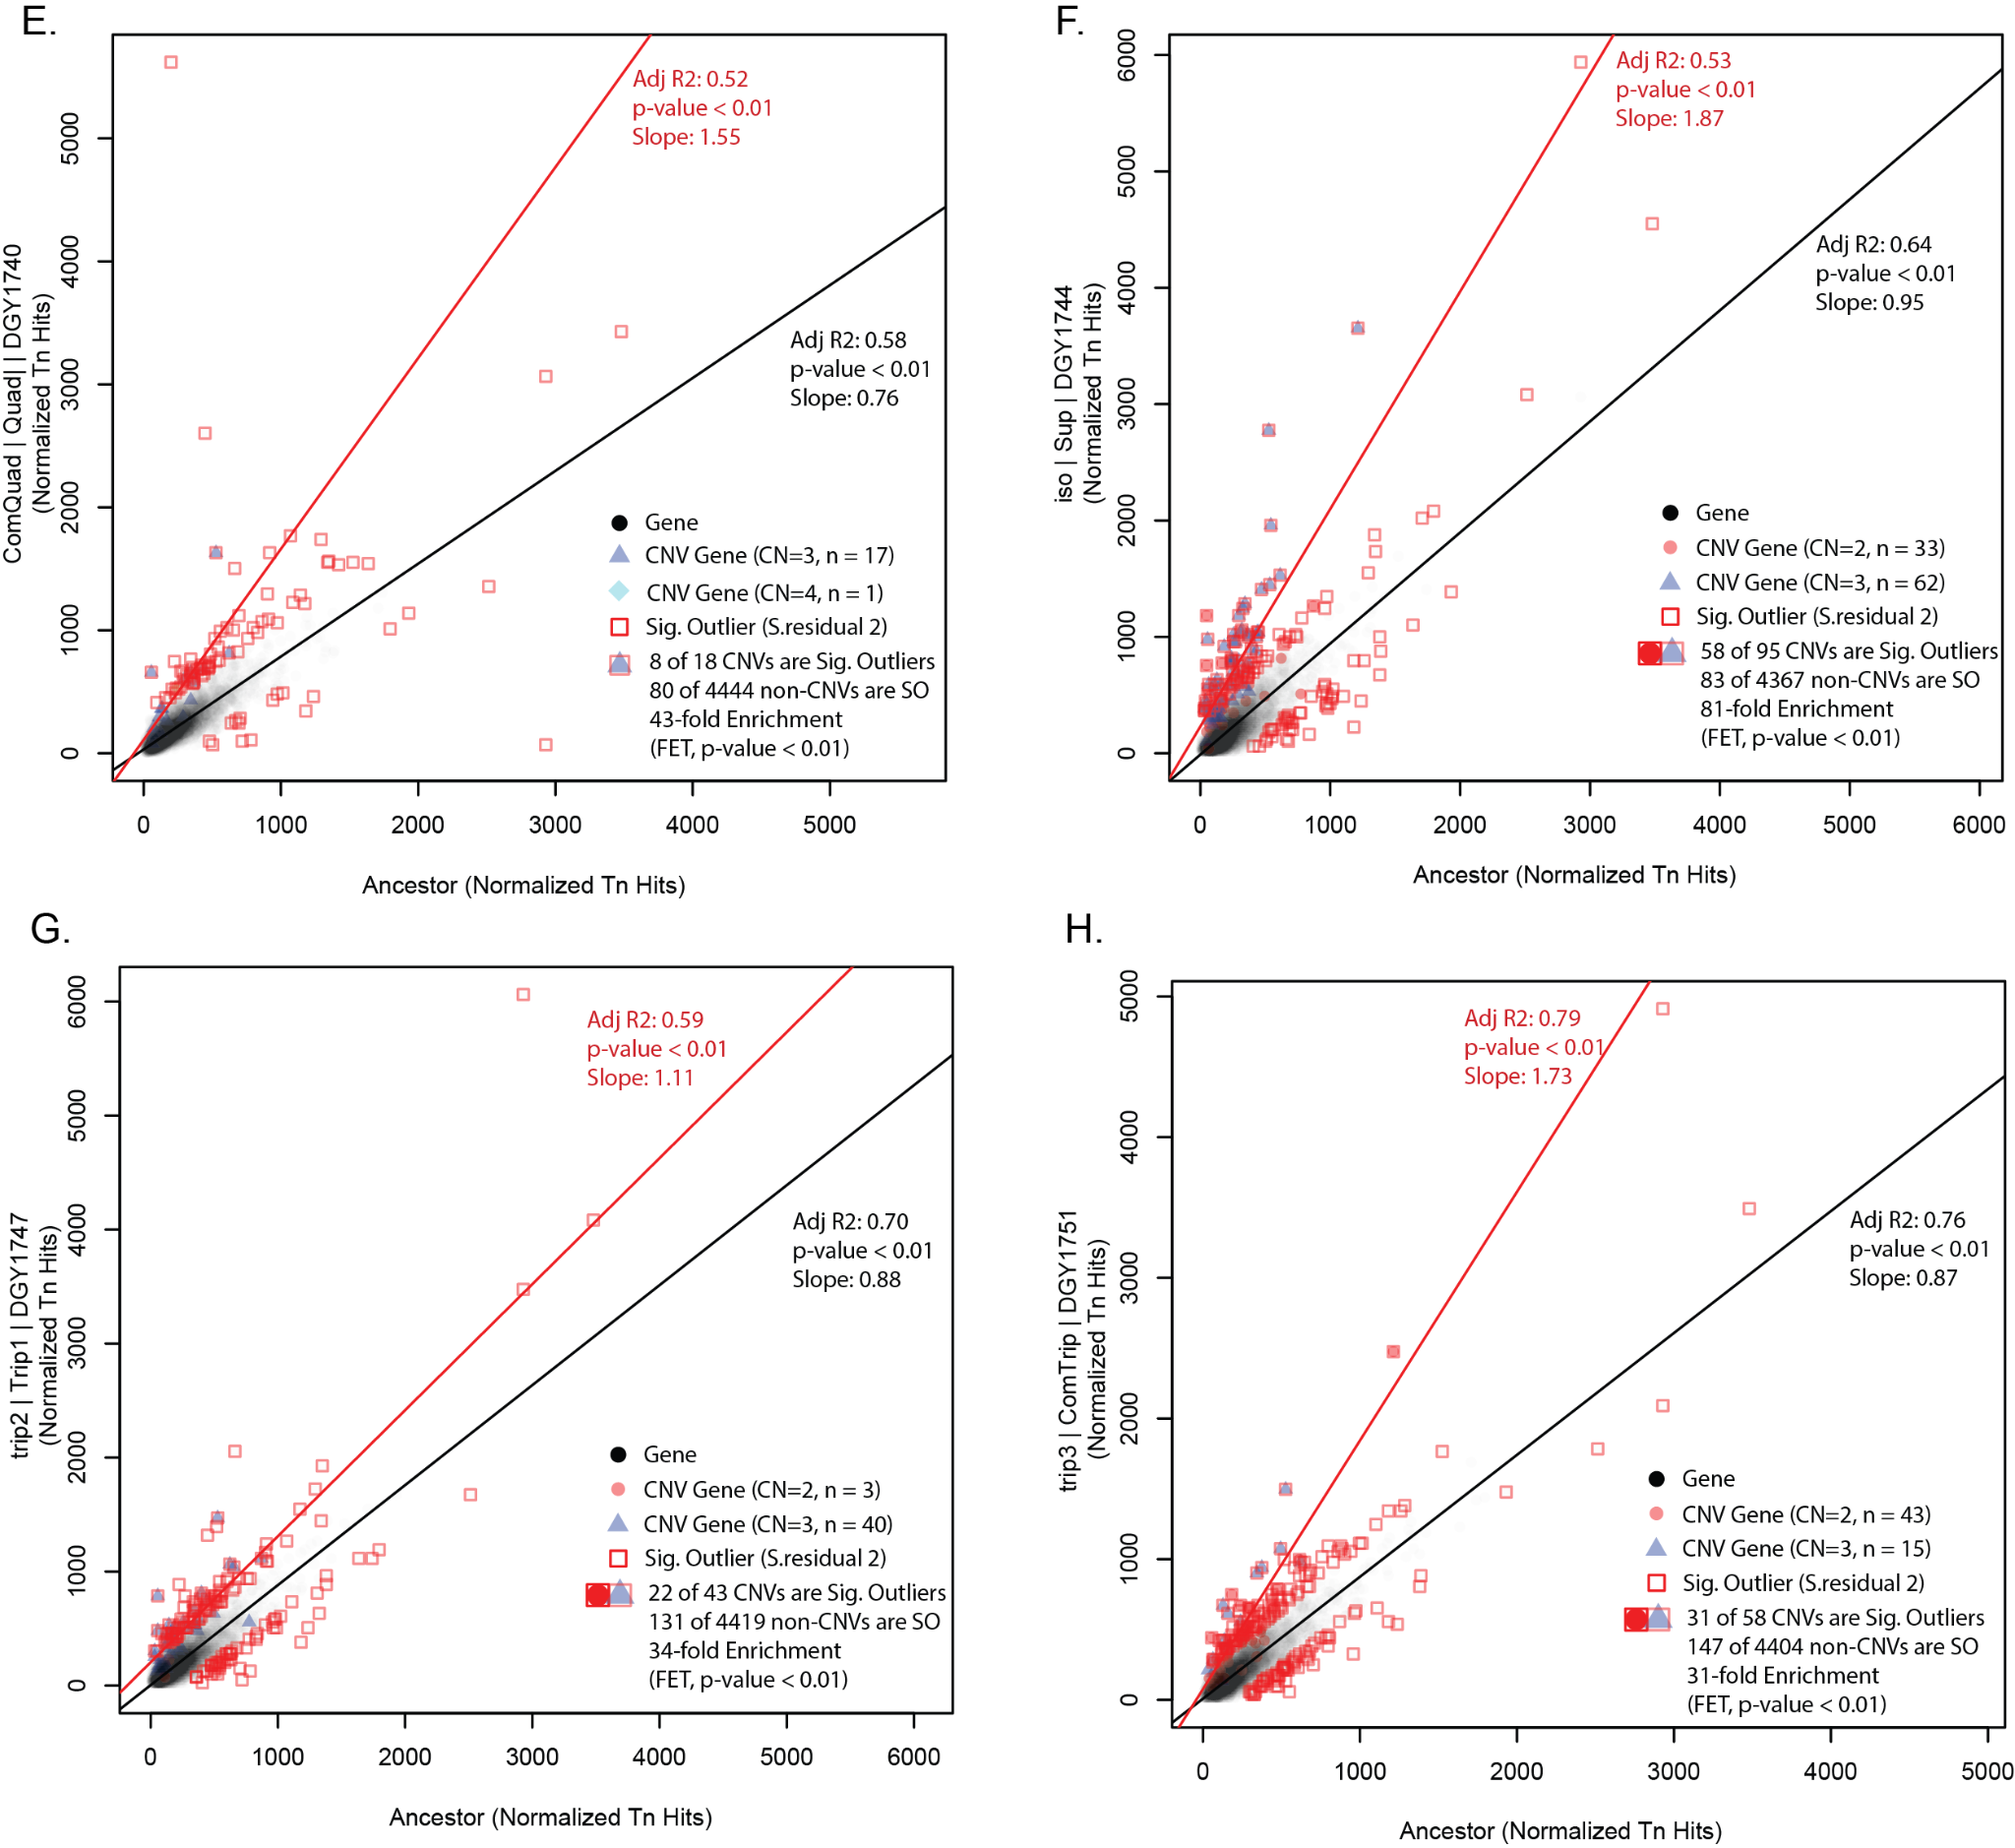 E.
ComQuad | Quad| | DGY1740
(Normalized Tn Hits)
0
1000
2000
3000
4000
5000
Adj R2: 0.52
p-value < 0.01
Slope: 1.55
Adj R2: 0.58
p-value < 0.01
Slope: 0.76
Gene
CNV Gene (CN=3, n = 17)
CNV Gene (CN=4, n = 1)
Sig. Outlier (S.residual 2)
8 of 18 CNVs are Sig. Outliers
80 of 4444 non-CNVs are SO
43-fold Enrichment
(FET, p-value < 0.01)
0 1000 2000 3000 4000 5000
Ancestor (Normalized Tn Hits)
F.
iso | Sup | DGY1744
(Normalized Tn Hits)
0
1000
2000
3000
4000
5000
6000
Adj R2: 0.53
p-value < 0.01
Slope: 1.87
Adj R2: 0.64
p-value < 0.01
Slope: 0.95
Gene
CNV Gene (CN=2, n = 33)
CNV Gene (CN=3, n = 62)
Sig. Outlier (S.residual 2)
58 of 95 CNVs are Sig. Outliers
83 of 4367 non-CNVs are SO
81-fold Enrichment
(FET, p-value < 0.01)
0 1000 2000 3000 4000 5000 6000
Ancestor (Normalized Tn Hits)
G.
trip2 | Trip1 | DGY1747
(Normalized Tn Hits)
0
1000
2000
3000
4000
5000
6000
Adj R2: 0.59
p-value < 0.01
Slope: 1.11
Adj R2: 0.70
p-value < 0.01
Slope: 0.88
Gene
CNV Gene (CN=2, n = 3)
CNV Gene (CN=3, n = 40)
Sig. Outlier (S.residual 2)
22 of 43 CNVs are Sig. Outliers
131 of 4419 non-CNVs are SO
34-fold Enrichment
(FET, p-value < 0.01)
0 1000 2000 3000 4000 5000 6000
Ancestor (Normalized Tn Hits)
H.
trip3 | ComTrip | DGY1751
(Normalized Tn Hits)
0
1000
2000
3000
4000
5000
Adj R2: 0.79
p-value < 0.01
Slope: 1.73
Adj R2: 0.76
p-value < 0.01
Slope: 0.87
Gene
CNV Gene (CN=2, n = 43)
CNV Gene (CN=3, n = 15)
Sig. Outlier (S.residual 2)
31 of 58 CNVs are Sig. Outliers
147 of 4404 non-CNVs are SO
31-fold Enrichment
(FET, p-value < 0.01)
0 1000 2000 3000 4000 5000
Ancestor (Normalized Tn Hits)